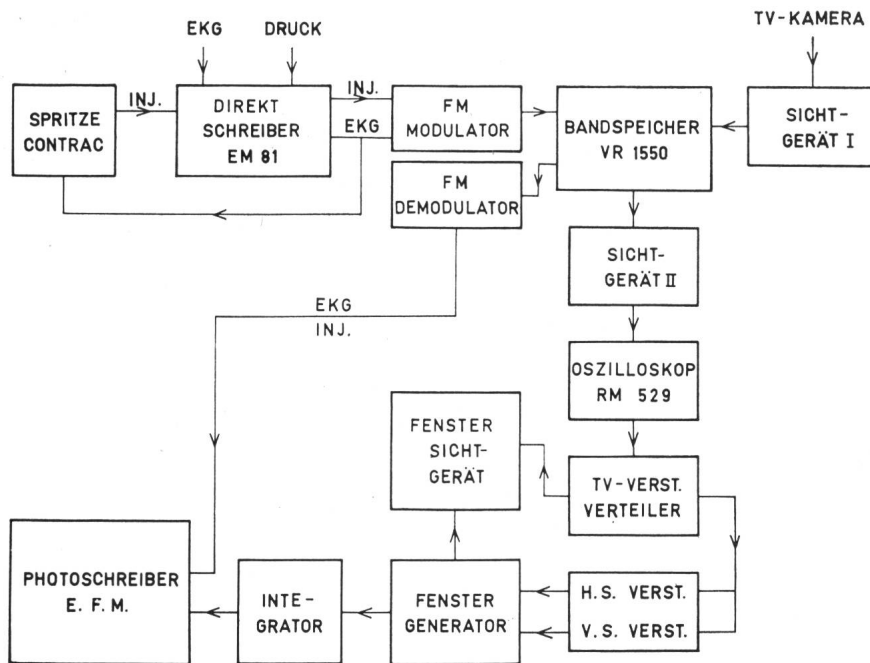 EKG
DRUCK
TV-KAMERA
SPRITZE
CONTRAC
INJ.
DIREKT
SCHREIBER
EM 81
INJ.
EKG
FM
MODULATOR
BANDSPEICHER
VR 1550
SICHT-
GERÄT I
FM
DEMODULATOR
SICHT-
GERÄT II
EKG
INJ.
OSZILLOSKOP
RM 529
FENSTER
SICHT-
GERÄT
TV-VERST.
VERTEILER
PHOTOSCHREIBER
E. F. M.
INTE-
GRATOR
FENSTER
GENERATOR
H.S. VERST.
V.S. VERST.